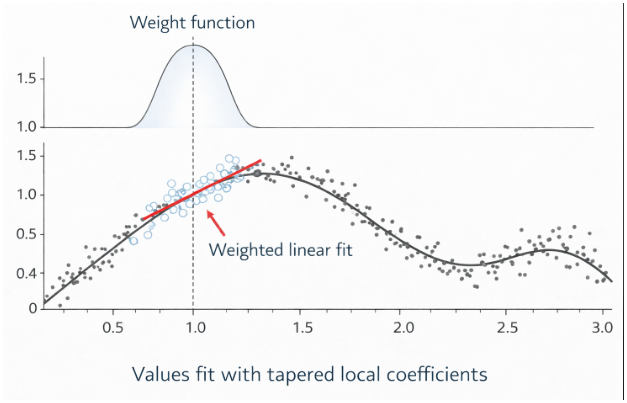 Weight function
1.5
1.0
1.5
1.0
0.5
0.4
0
Weighted linear fit
0.5 1.0 1.5 2.0 2.5 3.0
Values fit with tapered local coefficients